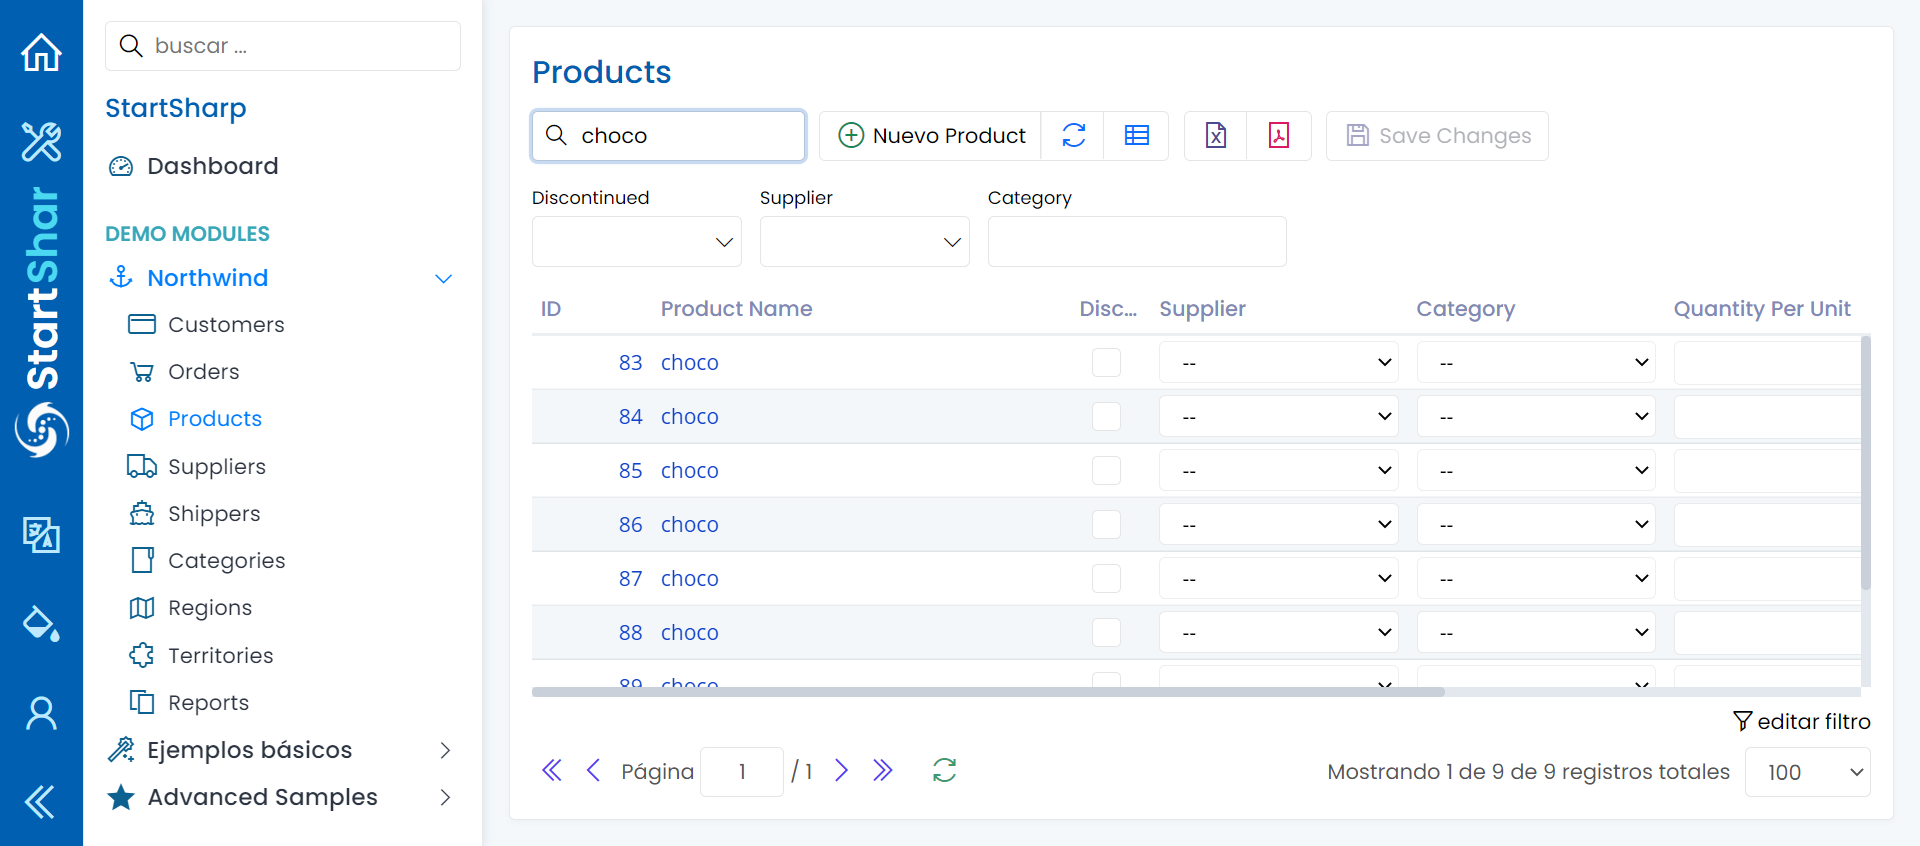 buscar ...
StartSharp
Dashboard
DEMO MODULES
Northwind
Customers
Orders
Products
Suppliers
Shippers
Categories
Regions
Territories
Reports
Ejemplos básicos
Advanced Samples
StartShar
Products
choco
Nuevo Product
Save Changes
Discontinued Supplier Category
ID Product Name Disc... Supplier Category Quantity Per Unit
83 choco -- --
84 choco -- --
85 choco -- --
86 choco -- --
87 choco -- --
88 choco -- --
89 choco
editar filtro
Página 1 / 1
Mostrando 1 de 9 de 9 registros totales 100